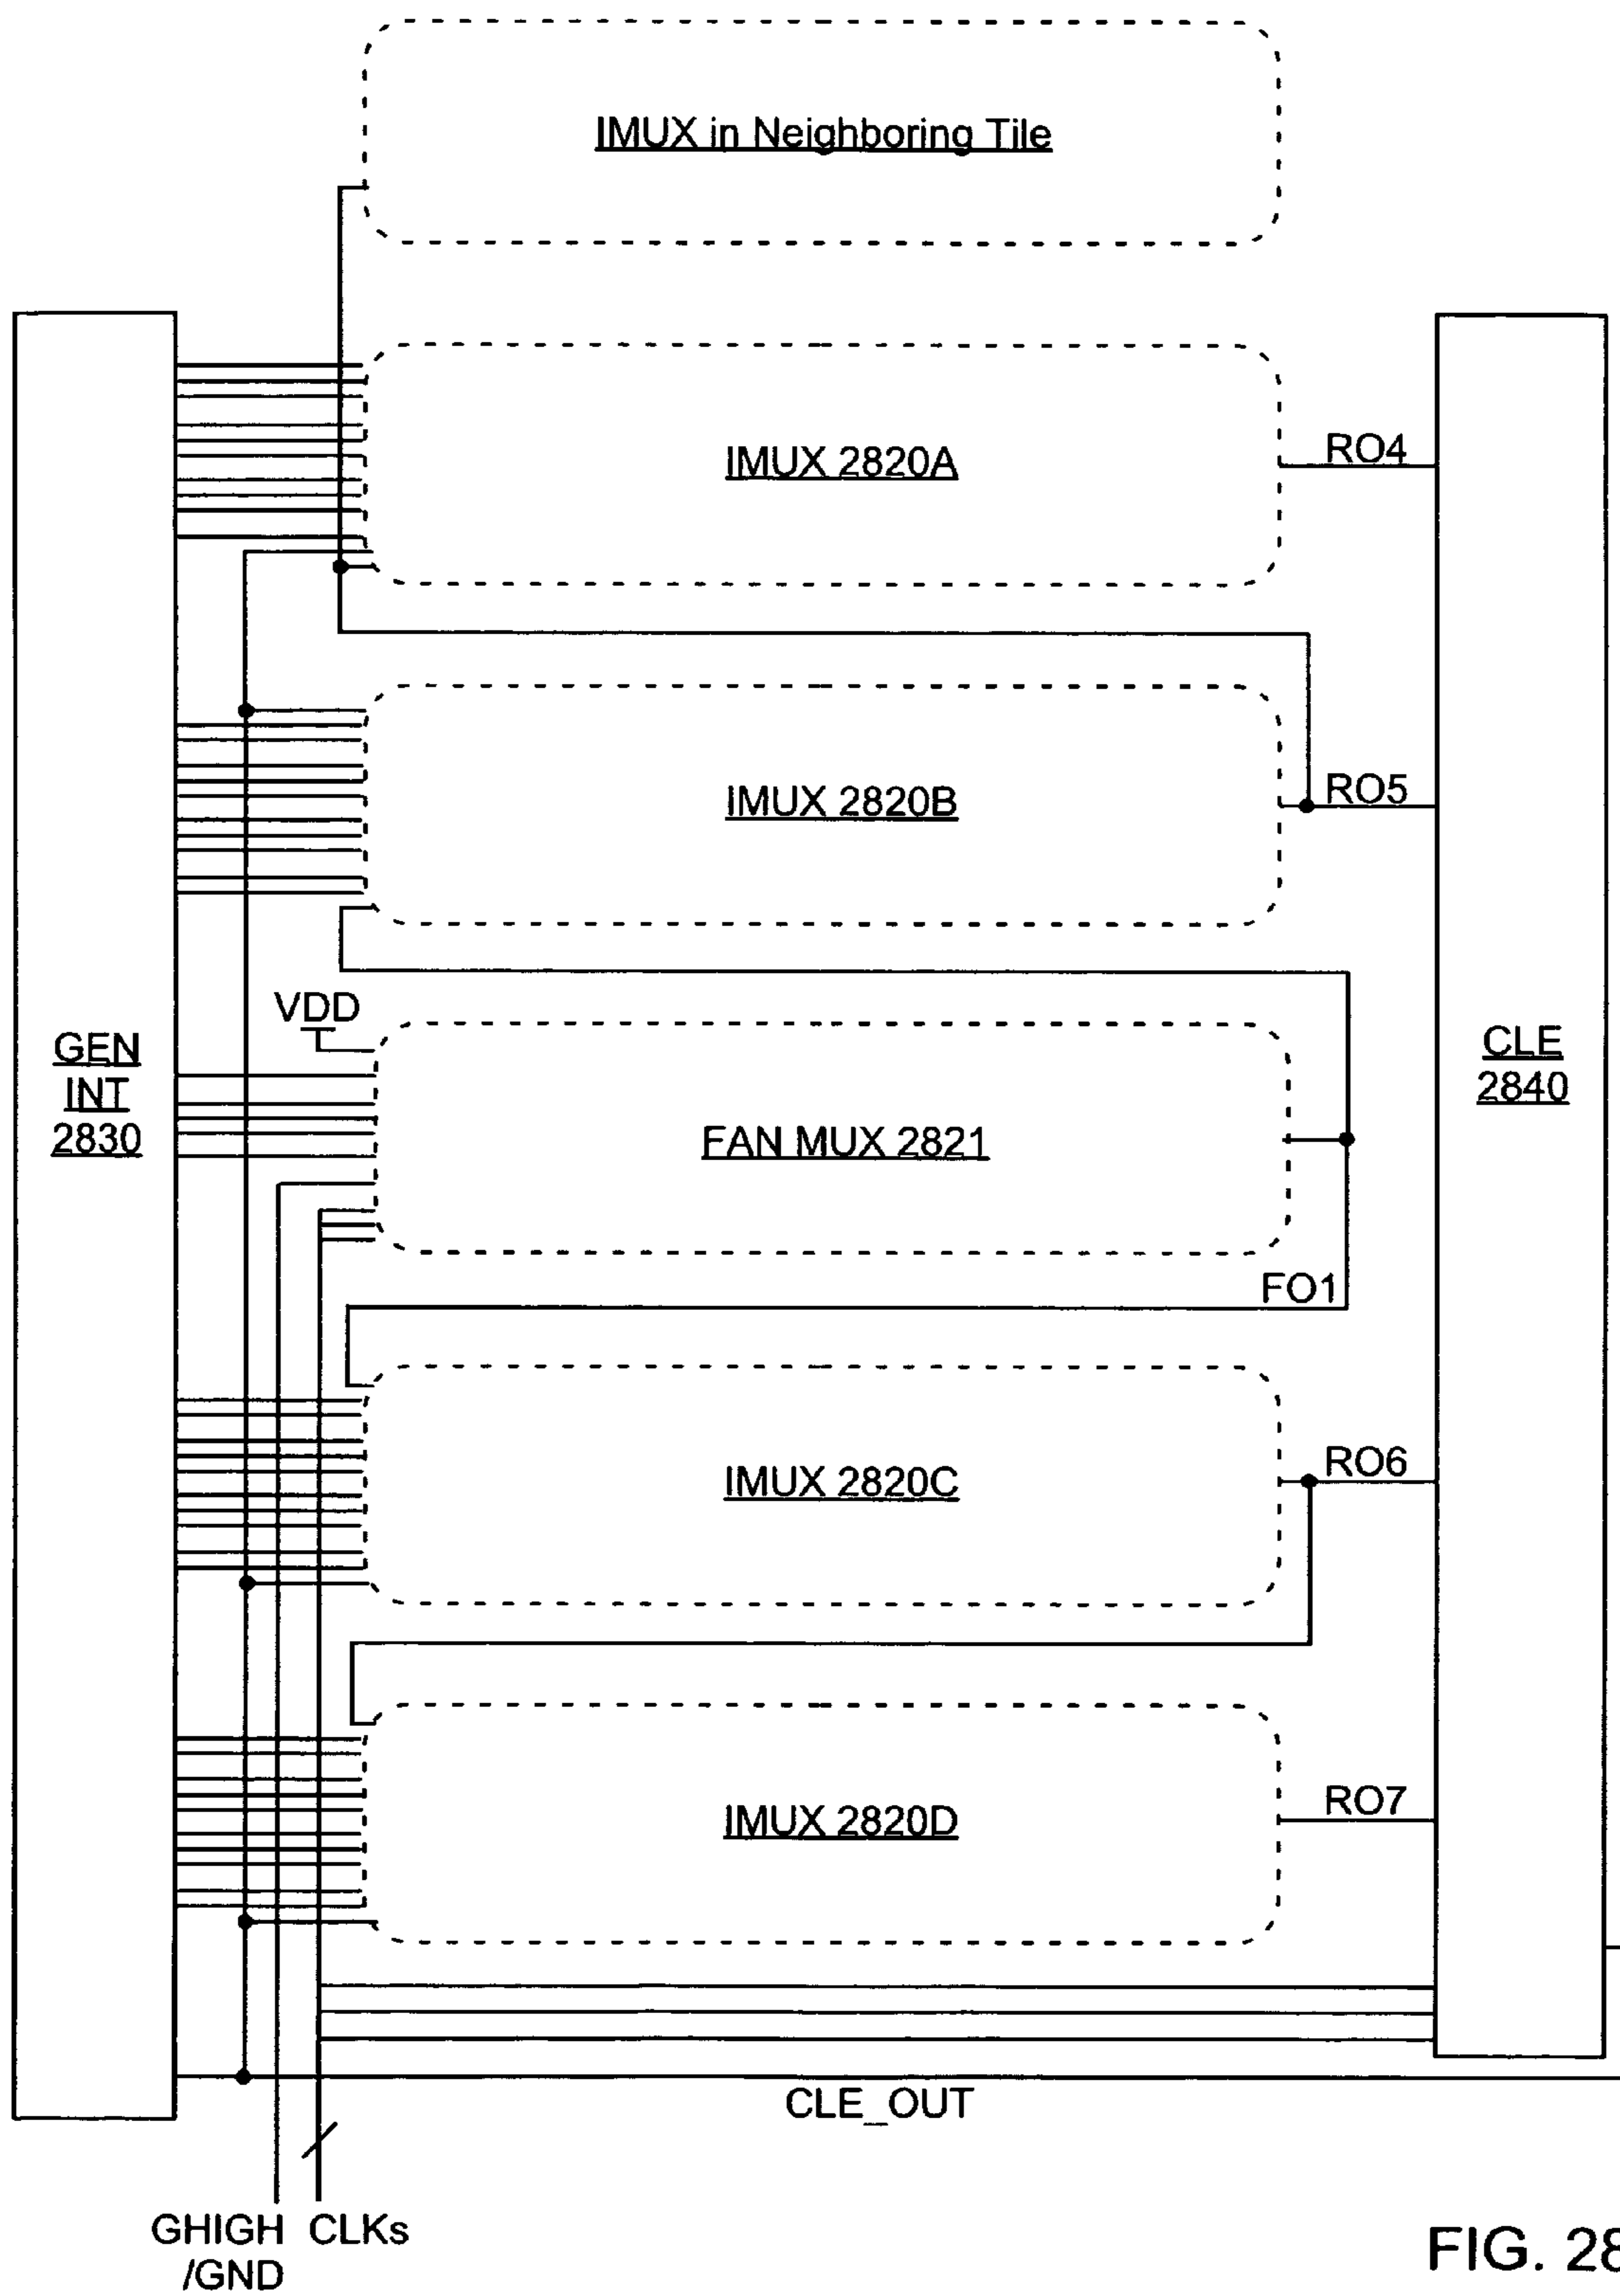 IMUX in Neighboring Tile
IMUX 2820A
RO4
IMUX 2820B
RO5
VDD
GEN
INT
2830
CLE
2840
FAN MUX 2821
FO1
IMUX 2820C
RO6
IMUX 2820D
RO7
CLE_OUT
GHIGH
/GND
CLKs
FIG. 28